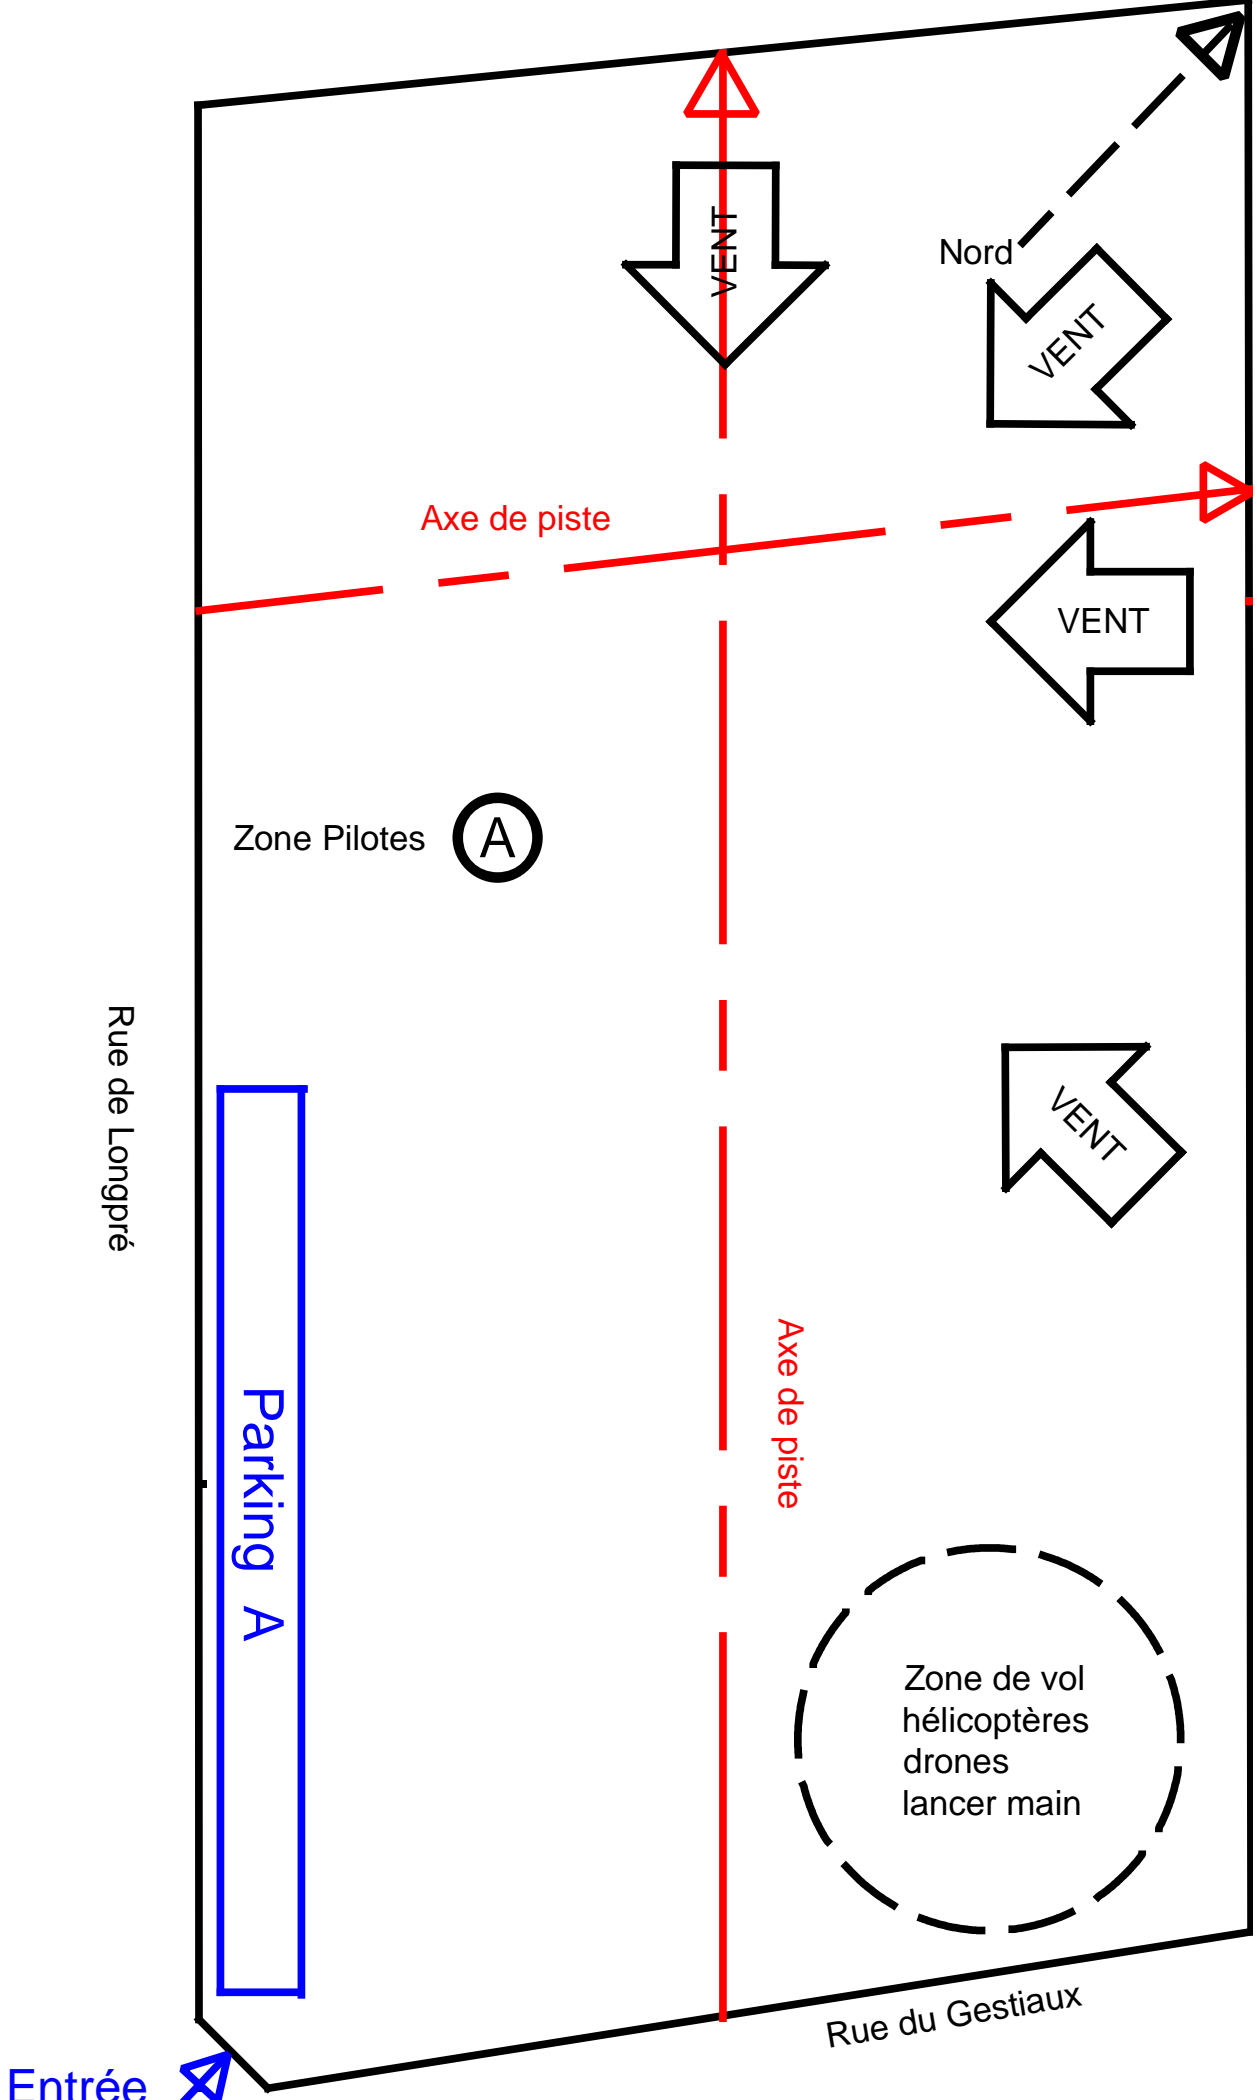 VENT
Nord
VENT
Axe de piste
VENT
Zone Pilotes
A
Rue de Longpré
VENT
Axe de piste
Parking A
Zone de vol
hélicoptères
drones
lancer main
Rue du Gestiaux
Entrée